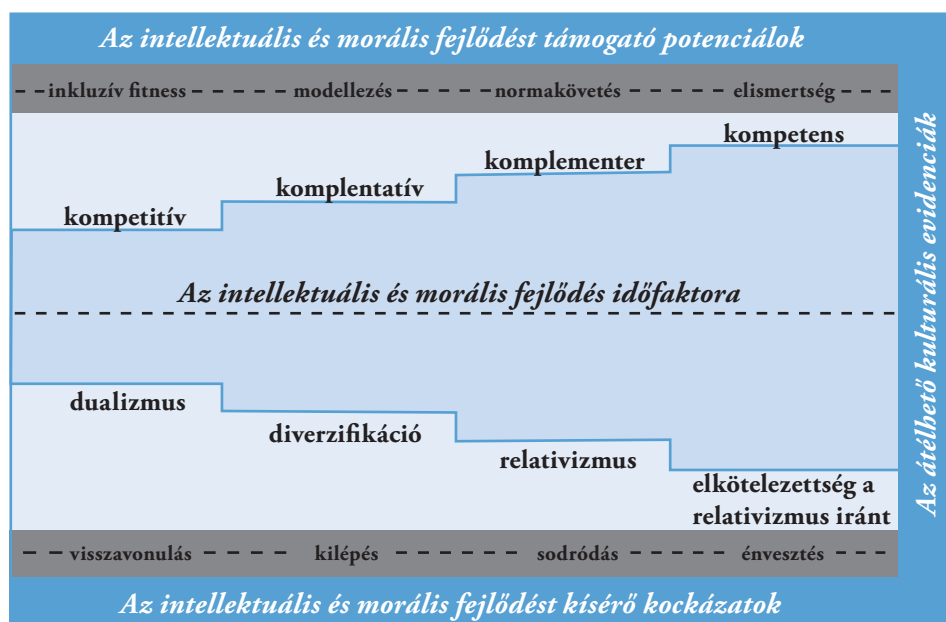 Az intellektuális és morális fejlődést támogató potenciálok
inkluzív fitness modellezés normakövetés elismertség
kompetens
komplementer
komplentatív
kompetitív
Az intellektuális és morális fejlődés időfaktora
dualizmus
diverzifikáció
relativizmus
elkötelezettség a
relativizmus iránt
visszavonulás kilépés sodródás énvesztés
Az intellektuális és morális fejlődést kísérő kockázatok
Az átélhető kulturális evidenciák